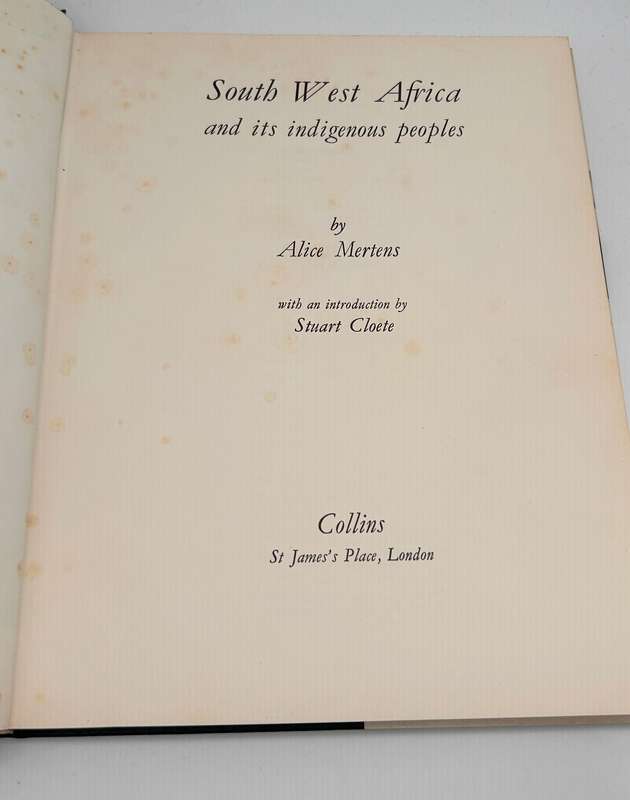 South West Africa
and its indigenous peoples
by
Alice Mertens
with an introduction by
Stuart Cloete
Collins
St James's Place, London